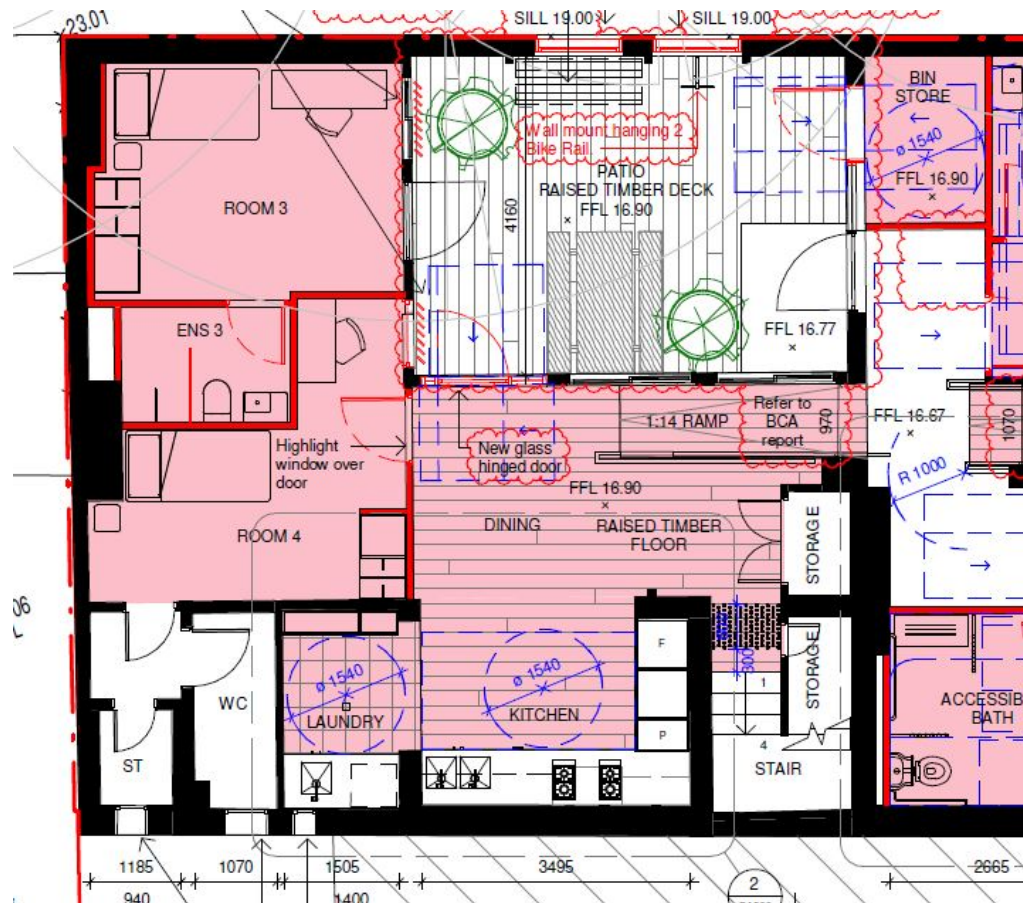 23.01
SILL 19.00
SILL 19.00
BIN
STORE
ø 1540
FFL 16.90
Wall mount hanging 2
Bike Rail.
PATIO
RAISED TIMBER DECK
FFL 16.90
4160
ROOM 3
ENS 3
FFL 16.77
Highlight
window over
door
New glass
hinged door
1:14 RAMP
Refer to
BCA
report
970
FFL 16.67
1070
R 1000
FFL 16.90
DINING
RAISED TIMBER
FLOOR
STORAGE
ROOM 4
06
L
WC
ø 1540
LAUNDRY
ø 1540
KITCHEN
F
P
300
1
4
STORAGE
STAIR
ST
ACCESSIB
BATH
1185
1070
1505
3495
2665
940
1400
2